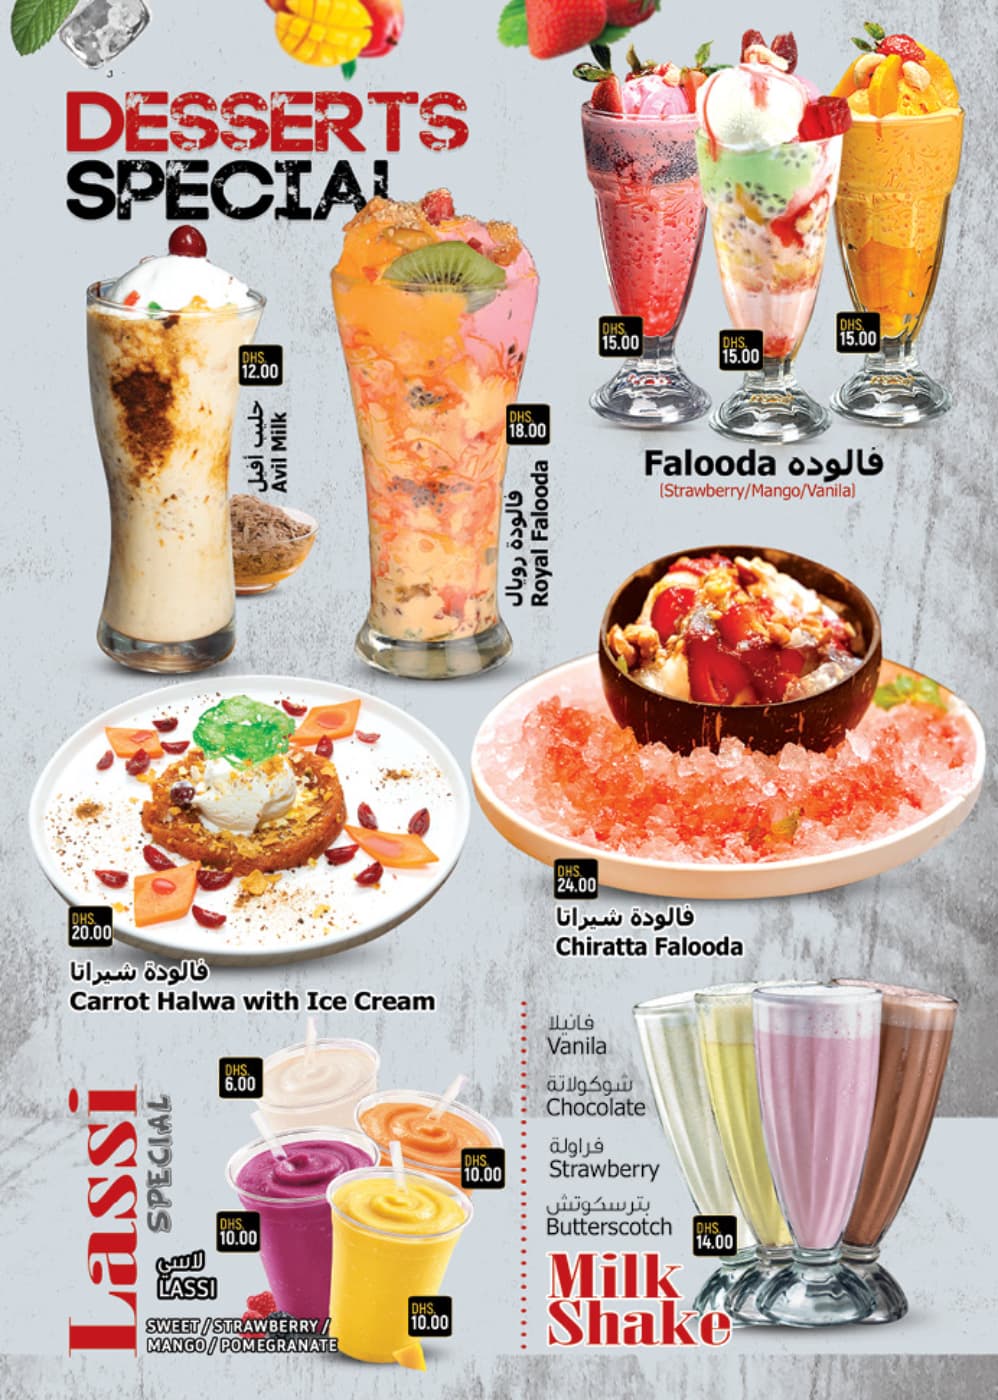 DESSERTS
SPECIAL
DHS.
12.00
حليب أفيل
Avil Milk
DHS.
18.00
فالودة رويال
Royal Falooda
DHS.
15.00
DHS.
15.00
DHS.
15.00
Falooda فالوده
(Strawberry/Mango/Vanila)
DHS.
20.00
فالودة شيراتا
Carrot Halwa with Ice Cream
DHS.
24.00
فالودة شيراتا
Chiratta Falooda
Lassi
SPECIAL
DHS.
6.00
DHS.
10.00
DHS.
10.00
DHS.
10.00
لاسي
LASSI
SWEET / STRAWBERRY /
MANGO / POMEGRANATE
فانيلا
Vanila
شوكولاتة
Chocolate
فراولة
Strawberry
بترسكوتش
Butterscotch
DHS.
14.00
Milk
Shake